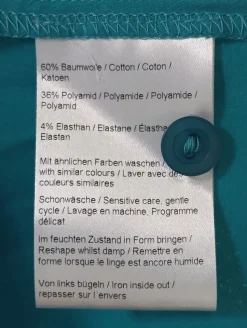 60% Baumwolle / Cotton / Coton /
Katoen
36% Polyamid / Polyamide / Polyamide /
Polyamid
4% Elasthan / Elastane / Élastha
Elastan
Mit ähnlichen Farben waschen /
with similar colours / Laver avec des
couleurs similaires
Schonwäsche / Sensitive care, gentle
cycle / Lavage en machine. Programme
délicat
Im feuchten Zustand in Form bringen /
Reshape whilst damp / Remettre en
forme lorsque le linge est ancore humide
Von links bügeln / Iron inside out /
repasser sur l'envers